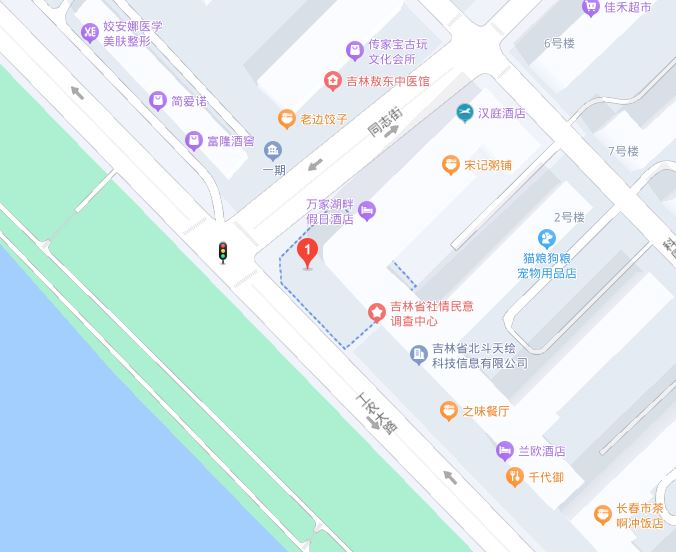 佳禾超市
姣安娜医学
美肤整形
传家宝古玩
文化会所
6号楼
吉林敖东中医馆
简爱诺
老边饺子
同志街
汉庭酒店
富隆酒窖
一期
宋记粥铺
7号楼
万家湖畔
假日酒店
2号楼
1
猫粮狗粮
宠物用品店
吉林省社情民意
调查中心
吉林省北斗天绘
科技信息有限公司
工农大路
之味餐厅
兰欧酒店
千代御
长春市茶
啊冲饭店